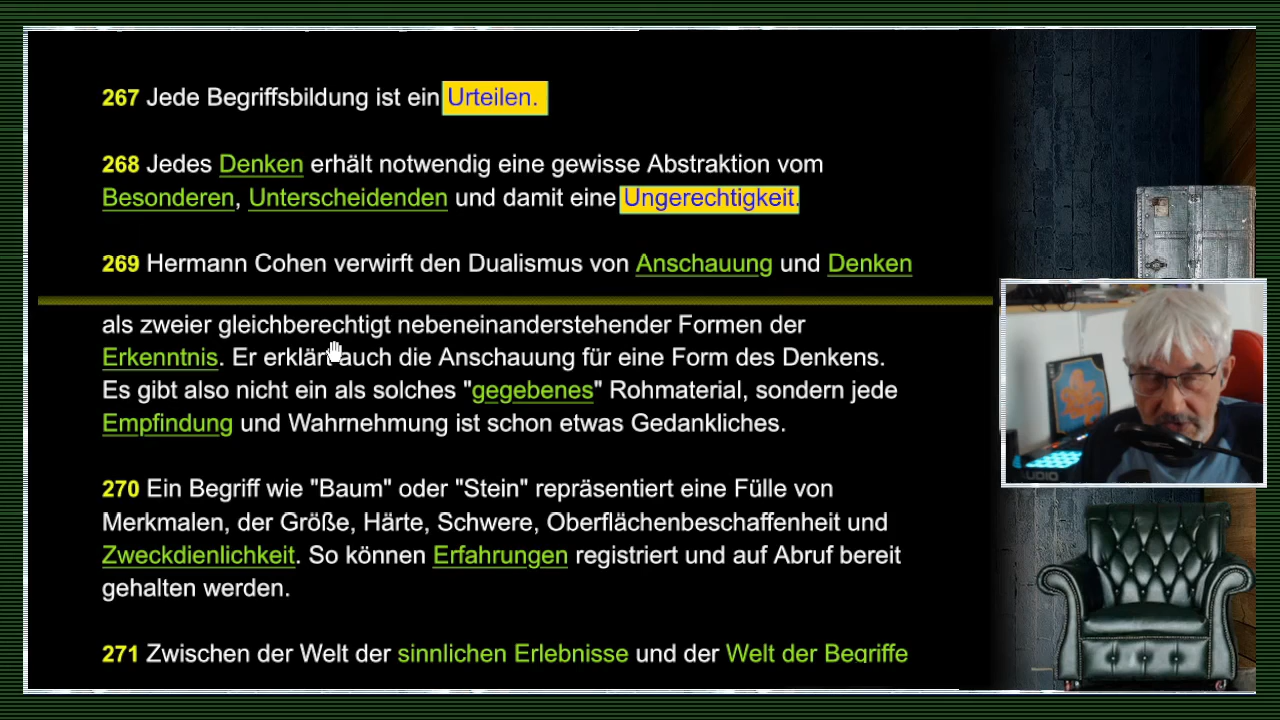 267 Jede Begriffsbildung ist ein Urteilen.
268 Jedes Denken erhält notwendig eine gewisse Abstraktion vom
Besonderen, Unterscheidenden und damit eine Ungerechtigkeit.
269 Hermann Cohen verwirft den Dualismus von Anschauung und Denken
als zweier gleichberechtigt nebeneinanderstehender Formen der
Erkenntnis. Er erklärt auch die Anschauung für eine Form des Denkens.
Es gibt also nicht ein als solches "gegebenes" Rohmaterial, sondern jede
Empfindung und Wahrnehmung ist schon etwas Gedankliches.
270 Ein Begriff wie "Baum" oder "Stein" repräsentiert eine Fülle von
Merkmalen, der Größe, Härte, Schwere, Oberflächenbeschaffenheit und
Zweckdienlichkeit. So können Erfahrungen registriert und auf Abruf bereit
gehalten werden.
271 Zwischen der Welt der sinnlichen Erlebnisse und der Welt der Begriffe